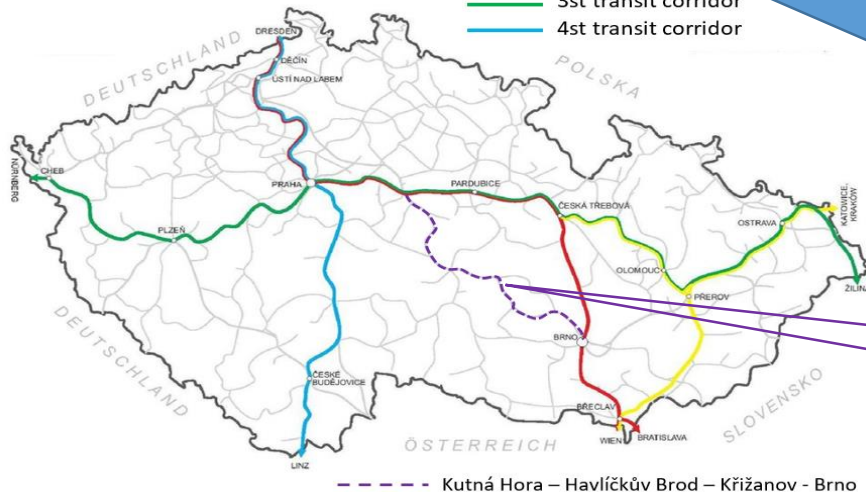 3st transit corridor
4st transit corridor
DRESDEN
DĚČÍN
ÚSTÍ NAD LABEM
DEUTSCHLAND
POLSKA
NÜRNBERG
CHEB
PRAHA
PARDUBICE
ČESKÁ TŘEBOVÁ
KATOWICE,
KRAKÓW
OSTRAVA
PLZEŇ
OLOMOUC
ŽILINA
PŘEROV
DEUTSCHLAND
BRNO
ČESKÉ
BUDĚJOVICE
BŘECLAV
SLOVENSKO
ÖSTERREICH
WIEN
BRATISLAVA
LINZ
Kutná Hora – Havlíčkův Brod – Křižanov - Brno